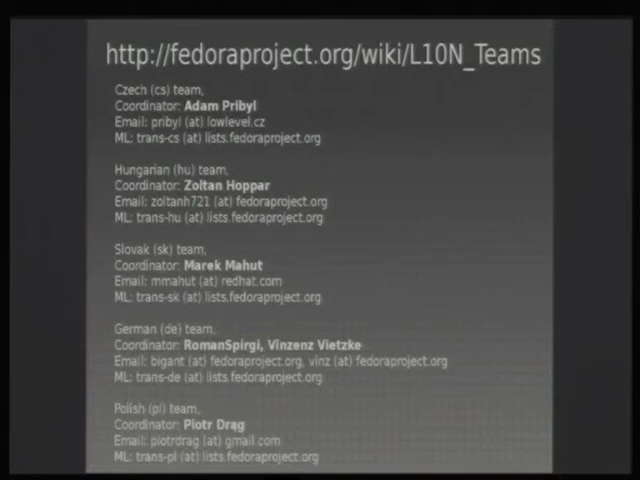 http://fedoraproject.org/wiki/L10N_Teams
Czech (cs) team,
Coordinator: Adam Pribyl
Email: pribyl (at) lowlevel.cz
ML: trans-cs (at) lists.fedoraproject.org
Hungarian (hu) team,
Coordinator: Zoltan Hoppar
Email: zoltanh721 (at) fedoraproject.org
ML: trans-hu (at) lists.fedoraproject.org
Slovak (sk) team,
Coordinator: Marek Mahut
Email: mmahut (at) redhat.com
ML: trans-sk (at) lists.fedoraproject.org
German (de) team,
Coordinator: RomanSpirgi, Vinzenz Vietzke
Email: bigant (at) fedoraproject.org, vinz (at) fedoraproject.org
ML: trans-de (at) lists.fedoraproject.org
Polish (pl) team,
Coordinator: Piotr Drąg
Email: piotrdrag (at) gmail.com
ML: trans-pl (at) lists.fedoraproject.org